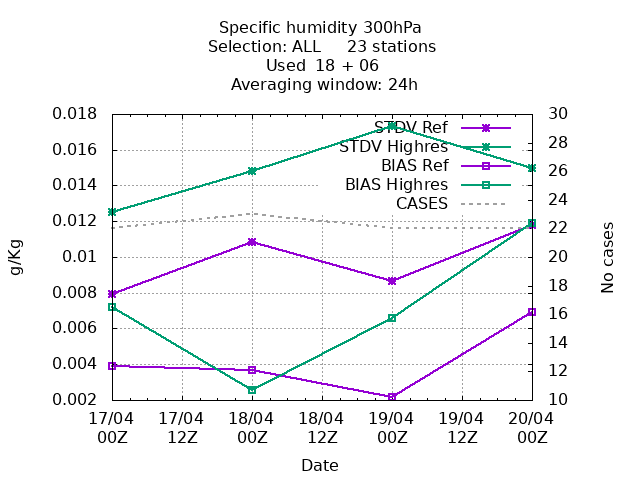 Specific humidity 300hPa
Selection: ALL 23 stations
Used 18 + 06
Averaging window: 24h
0.018
0.016
0.014
0.012
0.01
0.008
0.006
0.004
0.002
g/Kg
STDV Ref
STDV Highres
BIAS Ref
BIAS Highres
CASES
30
28
26
24
22
20
18
16
14
12
10
No cases
17/04 17/04 18/04 18/04 19/04 19/04 20/04
00Z 12Z 00Z 12Z 00Z 12Z 00Z
Date